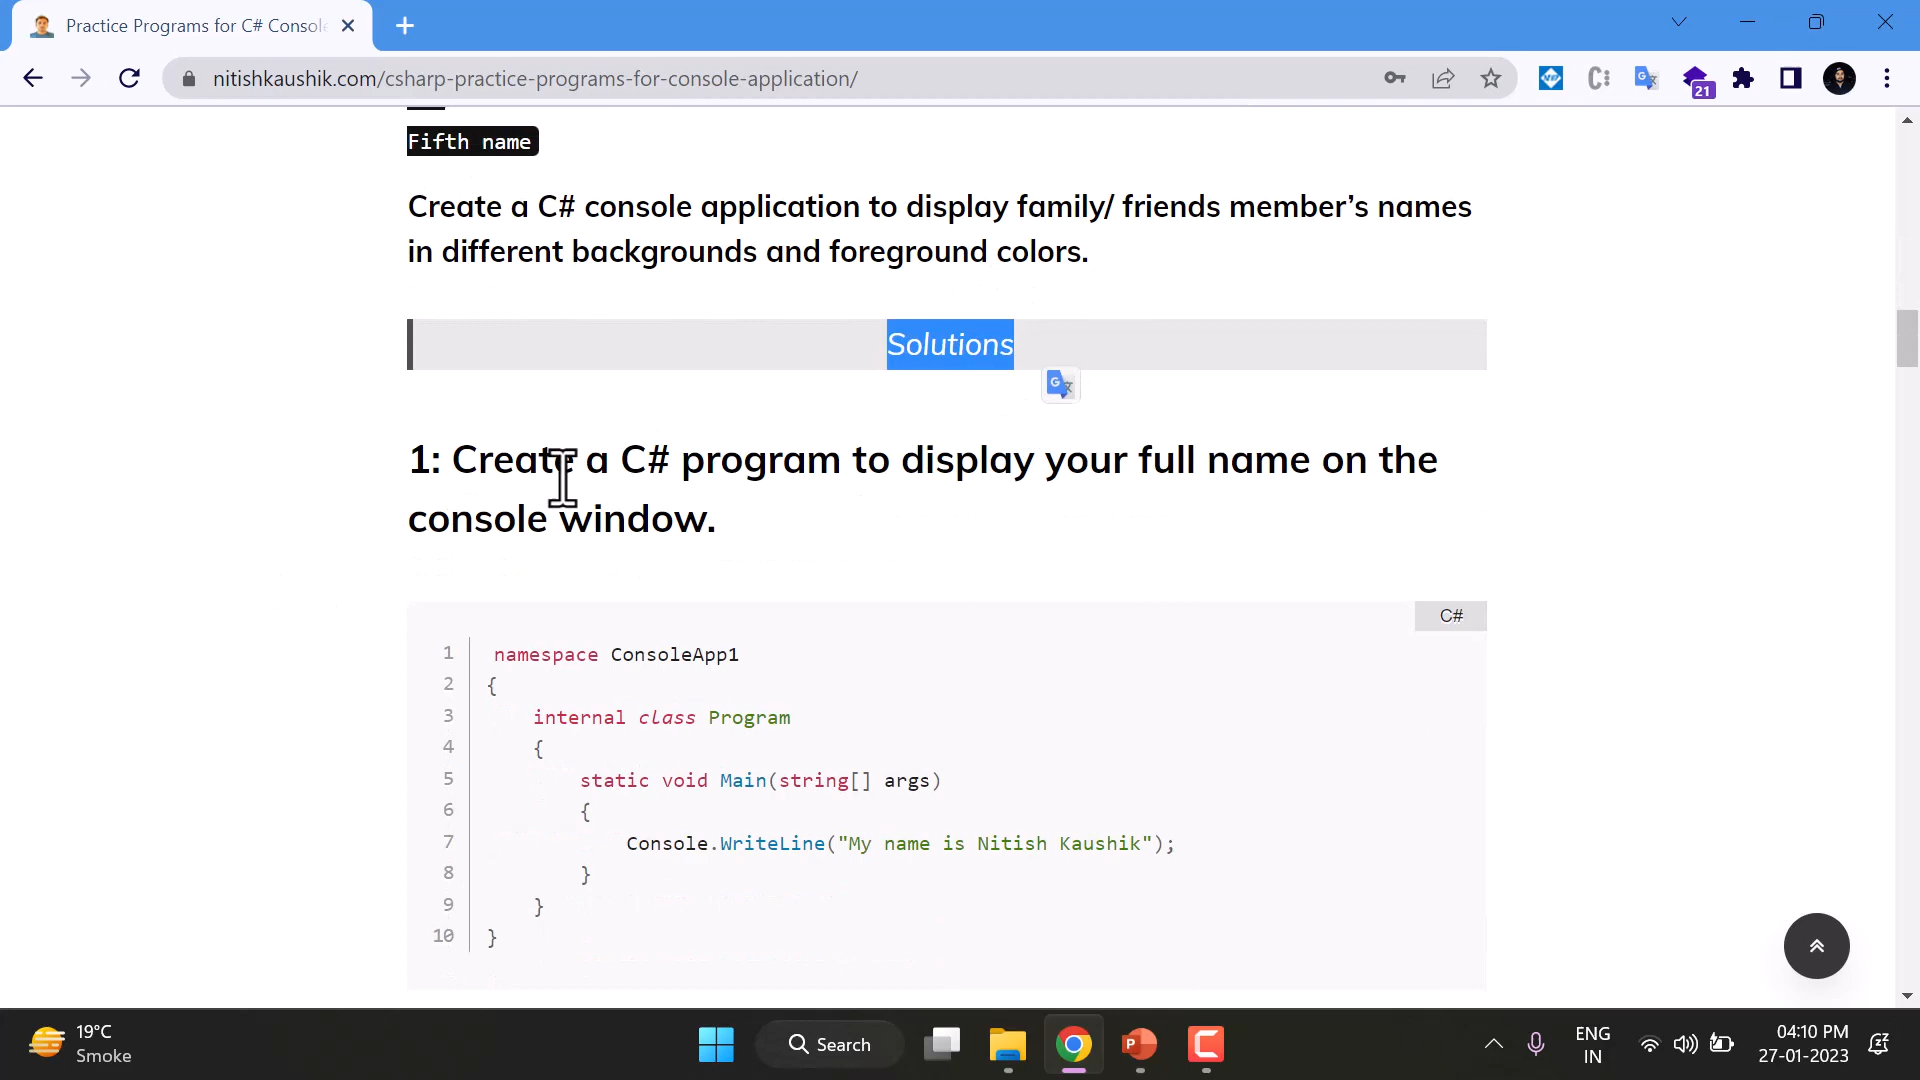 Practice Programs for C# Consol
nitishkaushik.com/csharp-practice-programs-for-console-application/
21
Fifth name
Create a C# console application to display family/ friends member's names
in different backgrounds and foreground colors.
Solutions
1: Create a C# program to display your full name on the
console window.
C#
1 namespace ConsoleApp1
2 {
3 internal class Program
4 {
5 static void Main(string[] args)
6 {
7 Console.WriteLine("My name is Nitish Kaushik");
8 }
9 }
10 }
19°C
Smoke
Search
ENG
IN
04:10 PM
27-01-2023